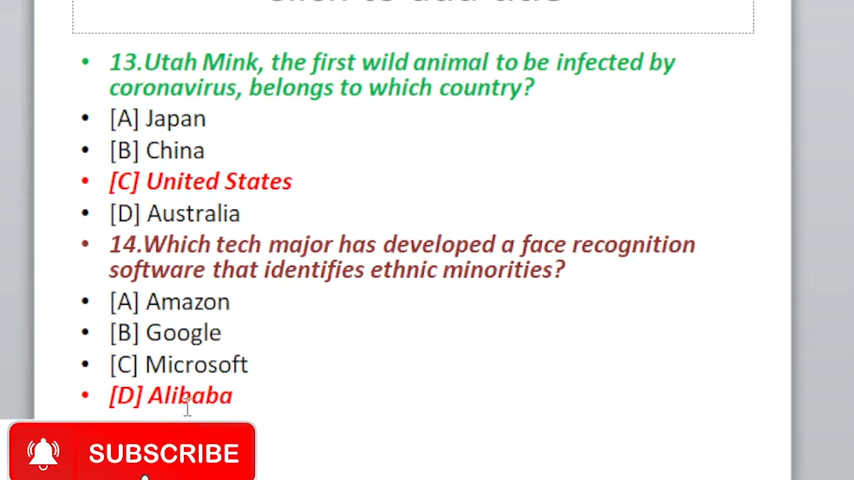 13.Utah Mink, the first wild animal to be infected by
coronavirus, belongs to which country?
[A] Japan
[B] China
[C] United States
[D] Australia
14.Which tech major has developed a face recognition
software that identifies ethnic minorities?
[A] Amazon
[B] Google
[C] Microsoft
[D] Alibaba
SUBSCRIBE